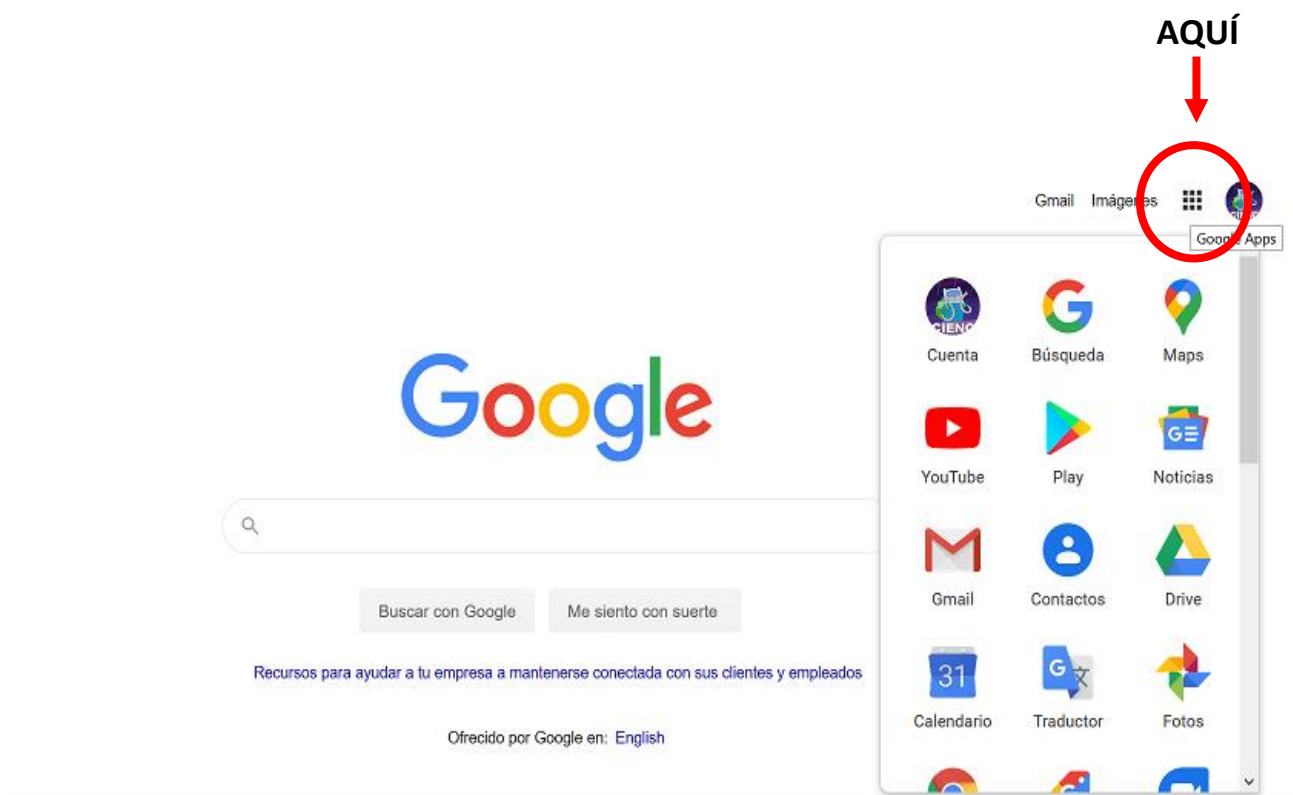 AQUÍ
Gmail Imágenes
Google Apps
Cuenta Búsqueda Maps
Google
YouTube Play Noticias
Gmail Contactos Drive
Buscar con Google Me siento con suerte
Recursos para ayudar a tu empresa a mantenerse conectada con sus clientes y empleados
31
Calendario Traductor Fotos
Ofrecido por Google en: English